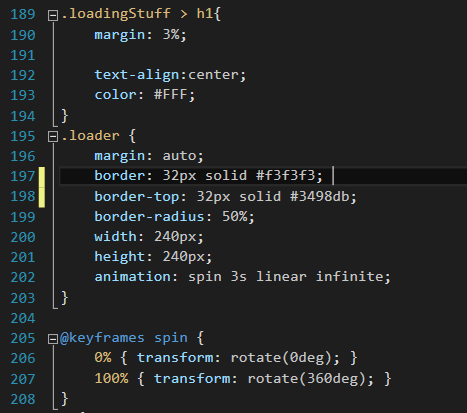 189 .loadingStuff > h1{
190 margin: 3%;
191
192 text-align:center;
193 color: #FFF;
194 }
195 .loader {
196 margin: auto;
197 border: 32px solid #f3f3f3;
198 border-top: 32px solid #3498db;
199 border-radius: 50%;
200 width: 240px;
201 height: 240px;
202 animation: spin 3s linear infinite;
203 }
204
205 @keyframes spin {
206 0% { transform: rotate(0deg); }
207 100% { transform: rotate(360deg); }
208 }